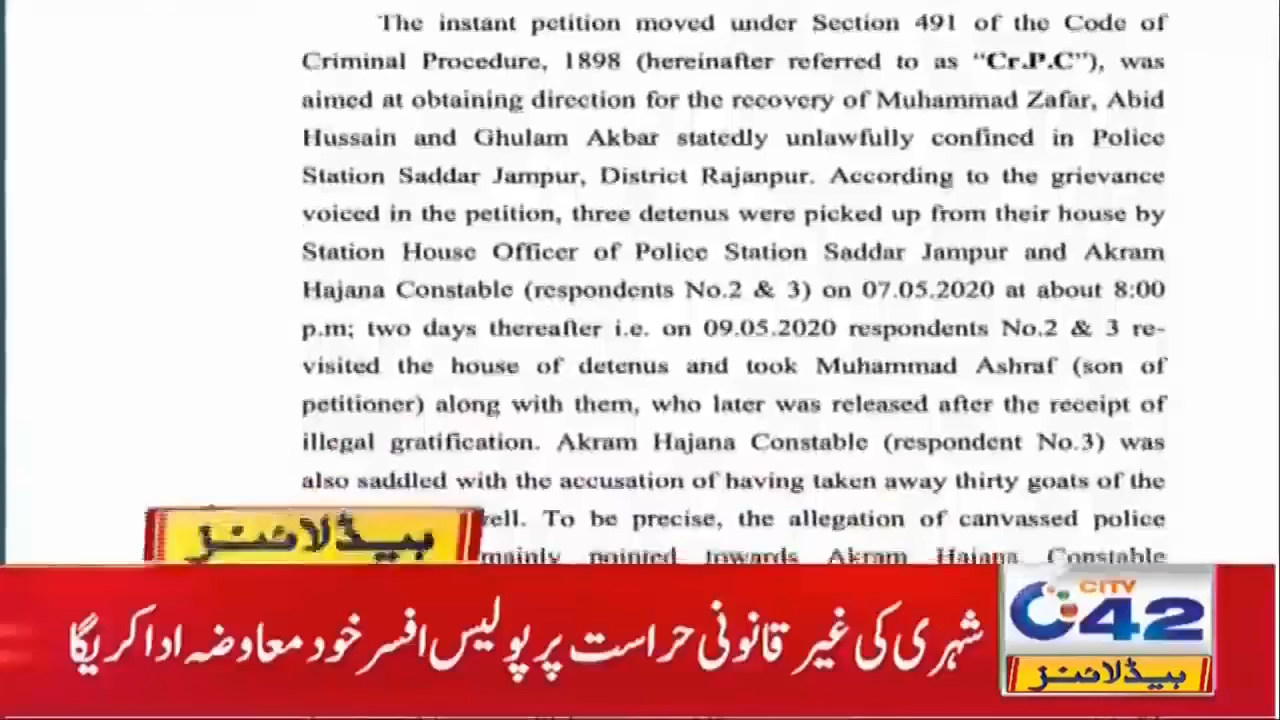 The instant petition moved under Section 491 of the Code of
Criminal Procedure, 1898 (hereinafter referred to as "Cr.P.C"), was
aimed at obtaining direction for the recovery of Muhammad Zafar, Abid
Hussain and Ghulam Akbar statedly unlawfully confined in Police
Station Saddar Jampur, District Rajanpur. According to the grievance
voiced in the petition, three detenus were picked up from their house by
Station House Officer of Police Station Saddar Jampur and Akram
Hajana Constable (respondents No.2 & 3) on 07.05.2020 at about 8:00
p.m; two days thereafter i.e. on 09.05.2020 respondents No.2 & 3 re-
visited the house of detenus and took Muhammad Ashraf (son of
petitioner) along with them, who later was released after the receipt of
illegal gratification. Akram Hajana Constable (respondent No.3) was
also saddled with the accusation of having taken away thirty goats of the
To be precise, the allegation of canvassed police
mainly pointed towards Akram Hajana Constable
ہیڈلائنز
شہری کی غیر قانونی حراست پر پولیس افسر خود معاوضہ ادا کریگا
CITY
42
ہیڈلائنز